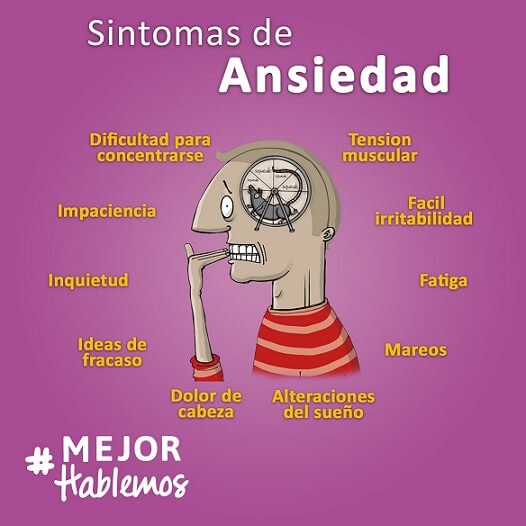 Sintomas de
Ansiedad
Dificultad para
concentrarse
Tension
muscular
Impaciencia
Facil
irritabilidad
Inquietud
Fatiga
Ideas de
fracaso
Mareos
Dolor de
cabeza
Alteraciones
del sueño
#MEJOR
Hablemos